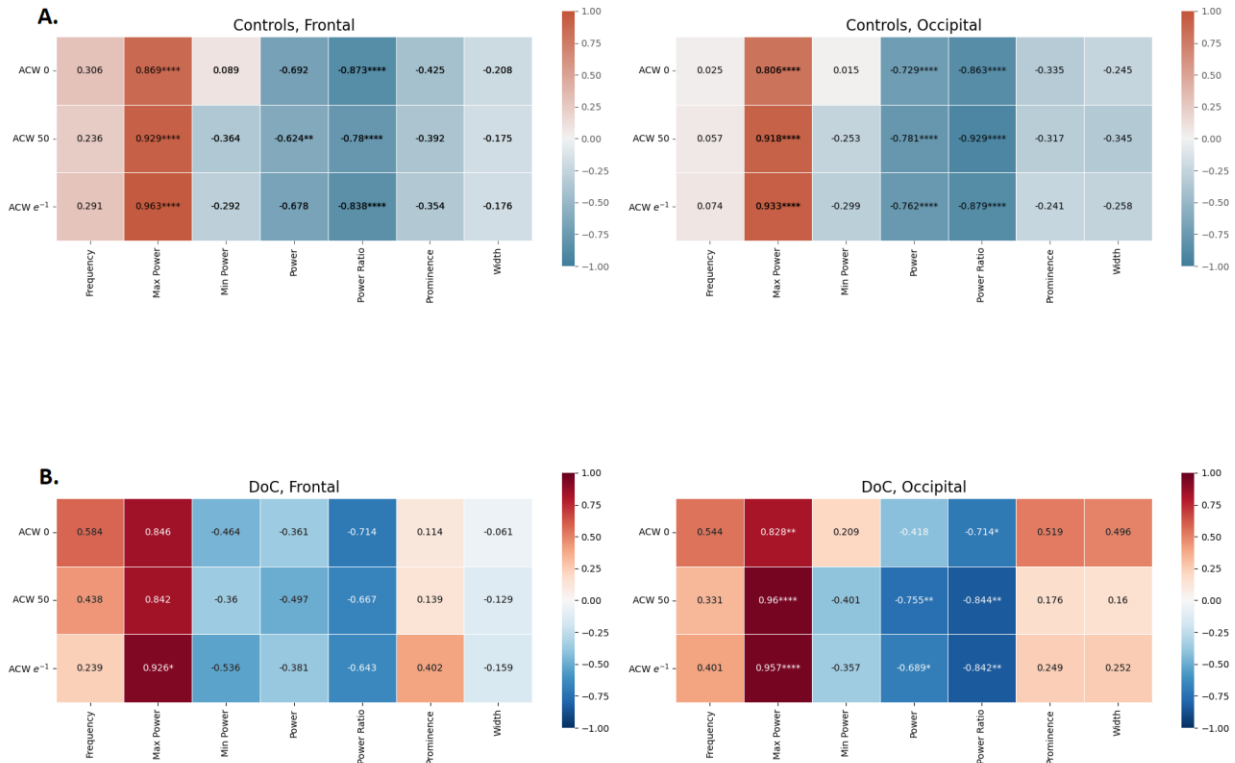 A.
Controls, Frontal
ACW 0 0.306 0.869**** 0.089 -0.692 -0.873**** -0.425 -0.208
ACW 50 0.236 0.929**** -0.364 -0.624** -0.78**** -0.392 -0.175
ACW e⁻¹ 0.291 0.963**** -0.292 -0.678 -0.838**** -0.354 -0.176
Frequency Max Power Min Power Power Power Ratio Prominence Width
1.00
0.75
0.50
0.25
0.00
−0.25
−0.50
−0.75
−1.00
Controls, Occipital
0.025 0.806**** 0.015 -0.729**** -0.863**** -0.335 -0.245
0.057 0.918**** -0.253 -0.781**** -0.929**** -0.317 -0.345
0.074 0.933**** -0.299 -0.762**** -0.879**** -0.241 -0.258
Frequency Max Power Min Power Power Power Ratio Prominence Width
1.00
0.75
0.50
0.25
0.00
−0.25
−0.50
−0.75
−1.00
B.
DoC, Frontal
ACW 0 0.584 0.846 -0.464 -0.361 -0.714 0.114 -0.061
ACW 50 0.438 0.842 -0.36 -0.497 -0.667 0.139 -0.129
ACW e⁻¹ 0.239 0.926* -0.536 -0.381 -0.643 0.402 -0.159
Frequency Max Power Min Power Power Power Ratio Prominence Width
1.00
0.75
0.50
0.25
0.00
−0.25
−0.50
−0.75
−1.00
DoC, Occipital
0.544 0.828** 0.209 -0.418 -0.714* 0.519 0.496
0.331 0.96**** -0.401 -0.755** -0.844** 0.176 0.16
0.401 0.957**** -0.357 -0.689* -0.842** 0.249 0.252
Frequency Max Power Min Power Power Power Ratio Prominence Width
1.00
0.75
0.50
0.25
0.00
−0.25
−0.50
−0.75
−1.00